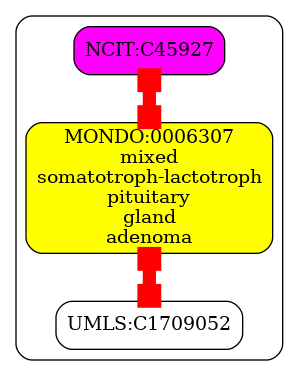 NCIT:C45927
MONDO:0006307
mixed
somatotroph-lactotroph
pituitary
gland
adenoma
UMLS:C1709052